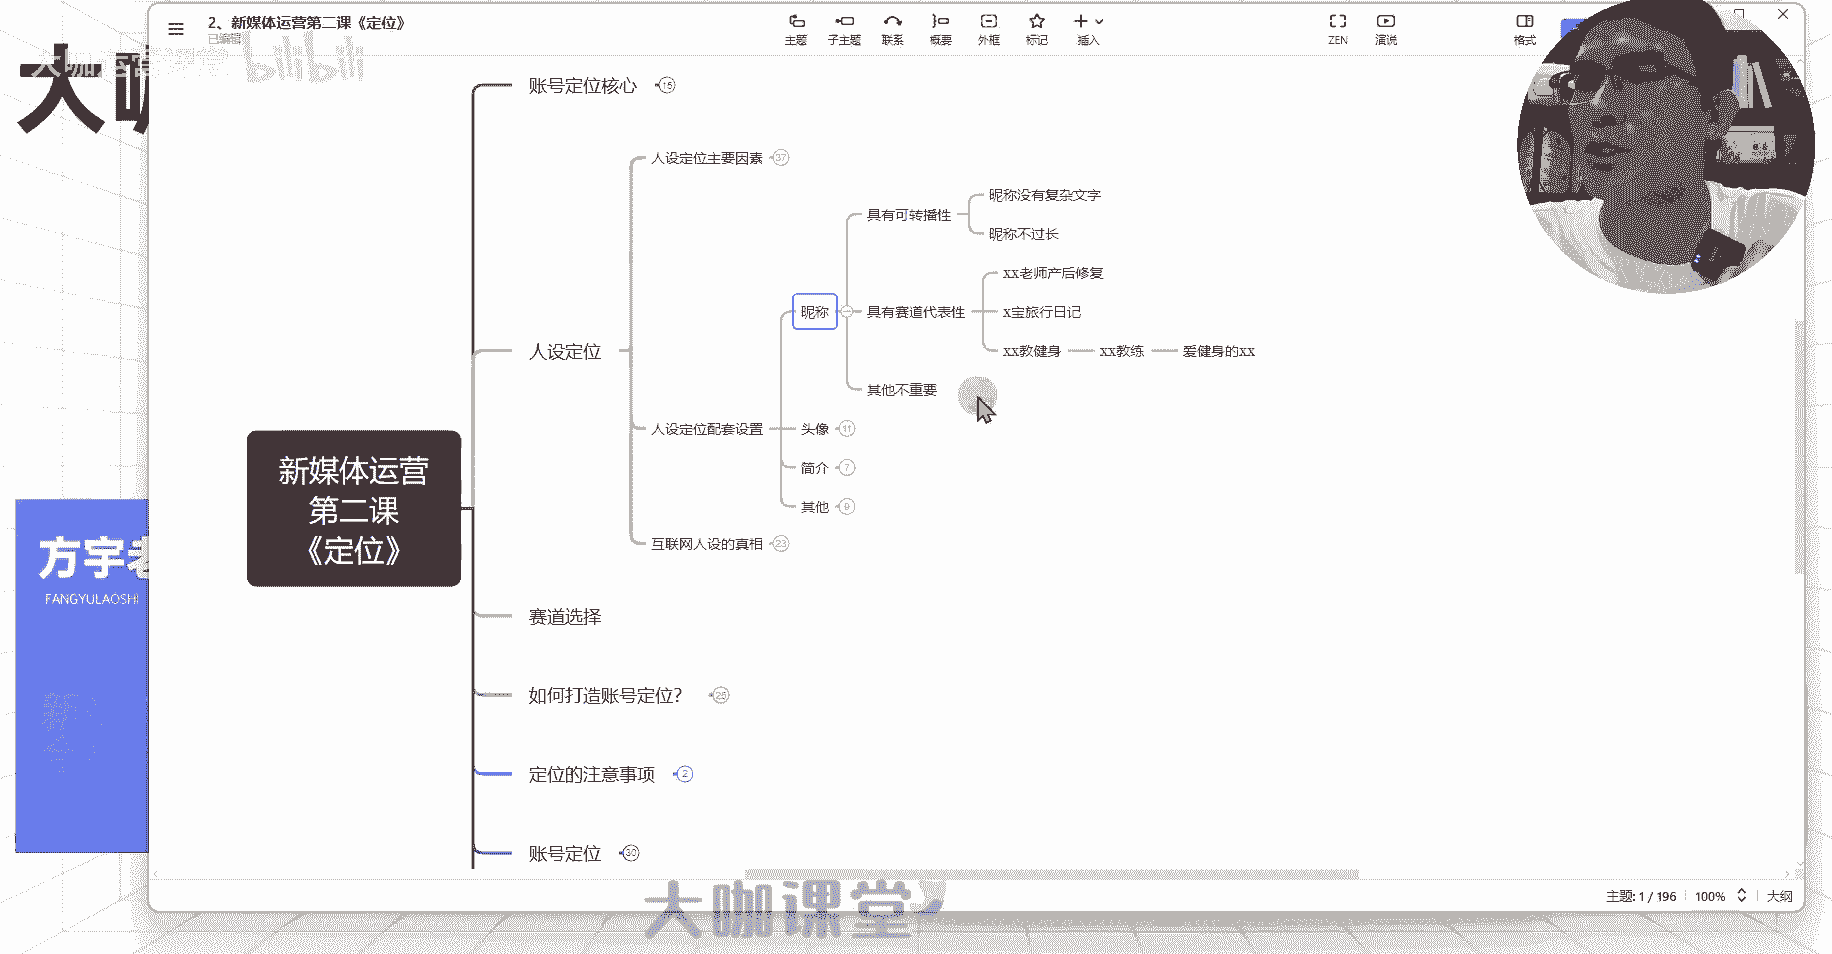 2、新媒体运营第二课《定位》
已编辑
主题
子主题
联系
概要
外框
标记
插入
ZEN
演说
格式
大咖运营课堂
bilibili
大咖
账号定位核心 15
人设定位主要因素 37
昵称没有复杂文字
具有可转播性
昵称不过长
xx老师产后修复
昵称
具有赛道代表性
x宝旅行日记
xx教健身
xx教练
爱健身的xx
人设定位
其他不重要
人设定位配套设置
头像 11
简介 7
其他 9
新媒体运营
第二课
《定位》
互联网人设的真相 23
方宇老
FANGYULAOSHI
赛道选择
如何打造账号定位? 25
定位的注意事项 2
账号定位 30
主题: 1 / 196
100%
大纲
大咖课堂